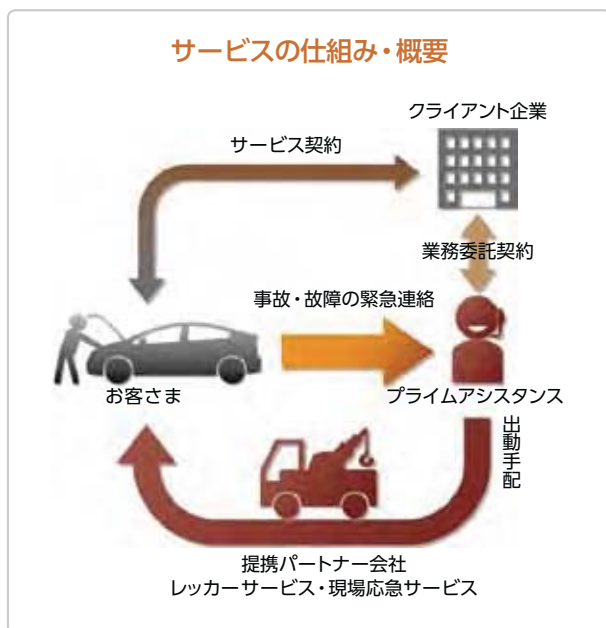 サービスの仕組み・概要
クライアント企業
サービス契約
業務委託契約
事故・故障の緊急連絡
お客さま
プライムアシスタンス
出動手配
提携パートナー会社
レッカーサービス・現場応急サービス